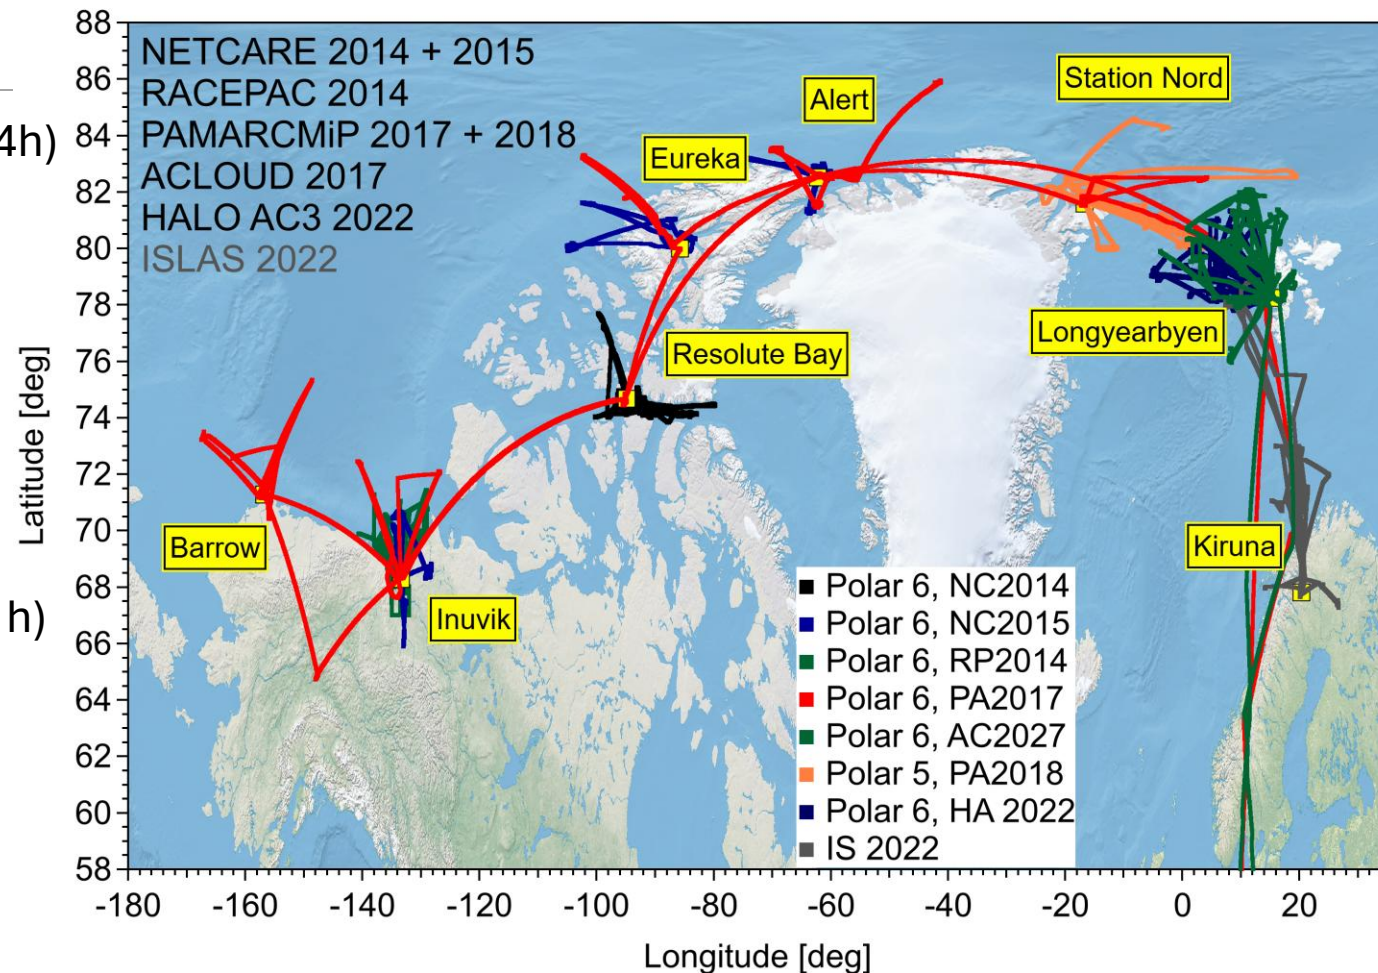 4h)
h)
NETCARE 2014 + 2015
RACEPAC 2014
PAMARCMiP 2017 + 2018
ACLOUD 2017
HALO AC3 2022
ISLAS 2022
Station Nord
Alert
Eureka
Longyearbyen
Resolute Bay
Barrow
Kiruna
Inuvik
Polar 6, NC2014
Polar 6, NC2015
Polar 6, RP2014
Polar 6, PA2017
Polar 6, AC2027
Polar 5, PA2018
Polar 6, HA 2022
IS 2022
Latitude [deg]
88
86
84
82
80
78
76
74
72
70
68
66
64
62
60
58
-180 -160 -140 -120 -100 -80 -60 -40 -20 0 20
Longitude [deg]